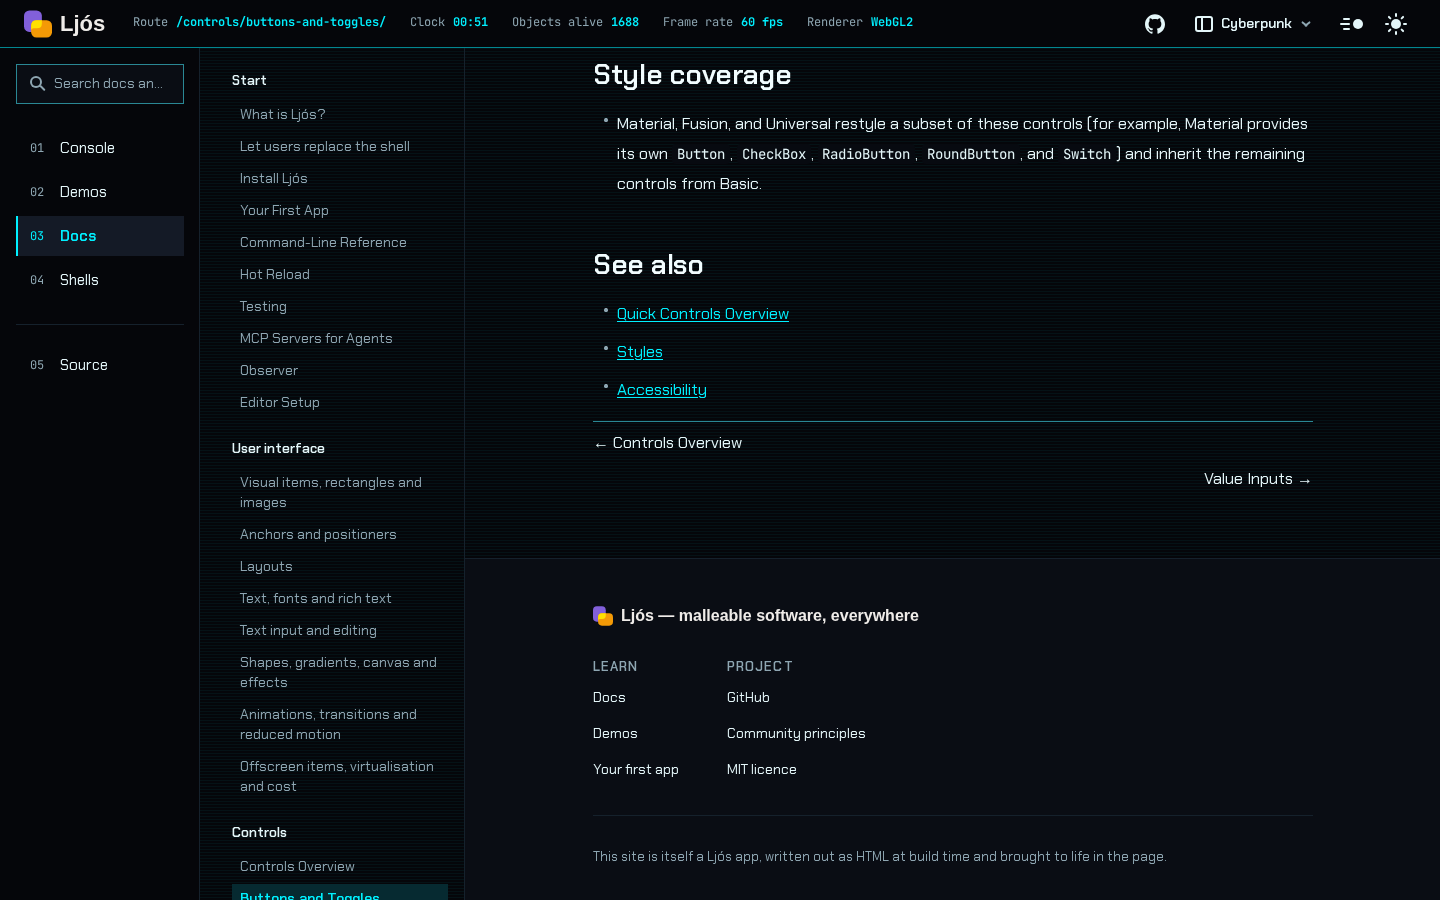 Ljós
Route /controls/buttons-and-toggles/ Clock 00:51 Objects alive 1688 Frame rate 60 fps Renderer WebGL2
Cyberpunk
Search docs an...
01 Console
02 Demos
03 Docs
04 Shells
05 Source
Start
What is Ljós?
Let users replace the shell
Install Ljós
Your First App
Command-Line Reference
Hot Reload
Testing
MCP Servers for Agents
Observer
Editor Setup
User interface
Visual items, rectangles and
images
Anchors and positioners
Layouts
Text, fonts and rich text
Text input and editing
Shapes, gradients, canvas and
effects
Animations, transitions and
reduced motion
Offscreen items, virtualisation
and cost
Controls
Controls Overview
Buttons and Toggles
Style coverage
• Material, Fusion, and Universal restyle a subset of these controls (for example, Material provides
its own Button, CheckBox, RadioButton, RoundButton, and Switch) and inherit the remaining
controls from Basic.
See also
• Quick Controls Overview
• Styles
• Accessibility
← Controls Overview
Value Inputs →
Ljós — malleable software, everywhere
LEARN
Docs
Demos
Your first app
PROJECT
GitHub
Community principles
MIT licence
This site is itself a Ljós app, written out as HTML at build time and brought to life in the page.